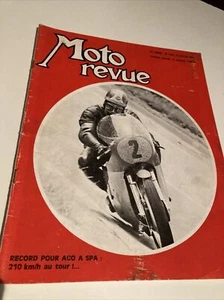 Moto
revue
2
RECORD POUR AGO A SPA :
210 km/h au tour !...